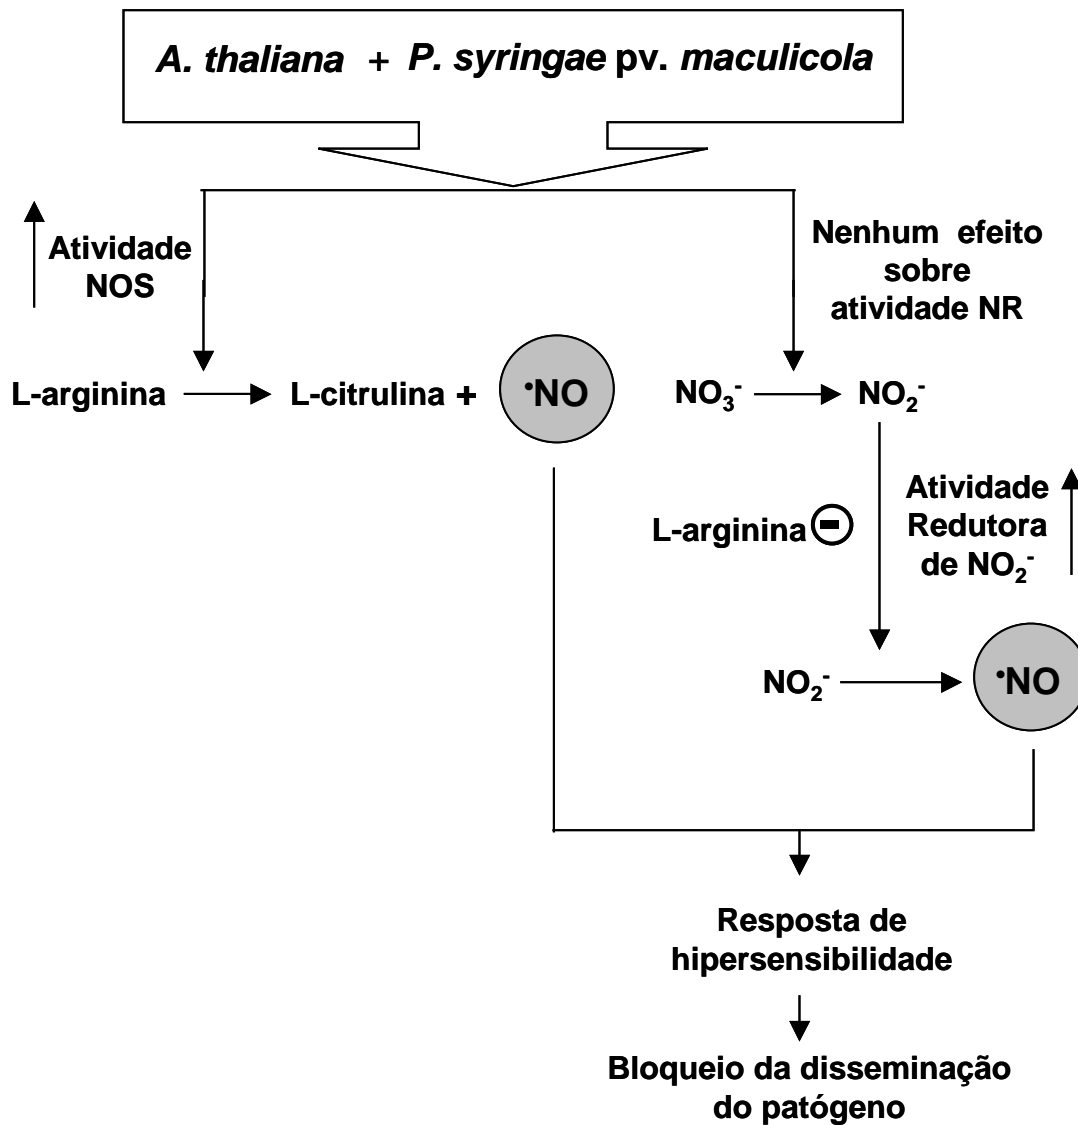 A. thaliana + P. syringae pv. maculicola
Atividade
NOS
Nenhum efeito
sobre
atividade NR
L-arginina
L-citrulina +
•NO
NO₃⁻
NO₂⁻
L-arginina
-
Atividade
Redutora
de NO₂⁻
NO₂⁻
•NO
Resposta de
hipersensibilidade
Bloqueio da disseminação
do patógeno